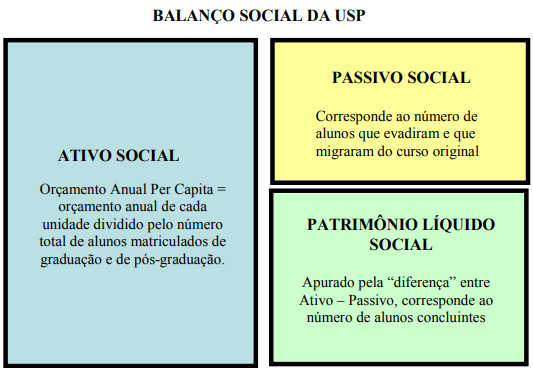 BALANÇO SOCIAL DA USP
ATIVO SOCIAL
Orçamento Anual Per Capita =
orçamento anual de cada
unidade dividido pelo número
total de alunos matriculados de
graduação e de pós-graduação.
PASSIVO SOCIAL
Corresponde ao número de
alunos que evadiram e que
migraram do curso original
PATRIMÔNIO LÍQUIDO
SOCIAL
Apurado pela “diferença” entre
Ativo – Passivo, corresponde ao
número de alunos concluintes